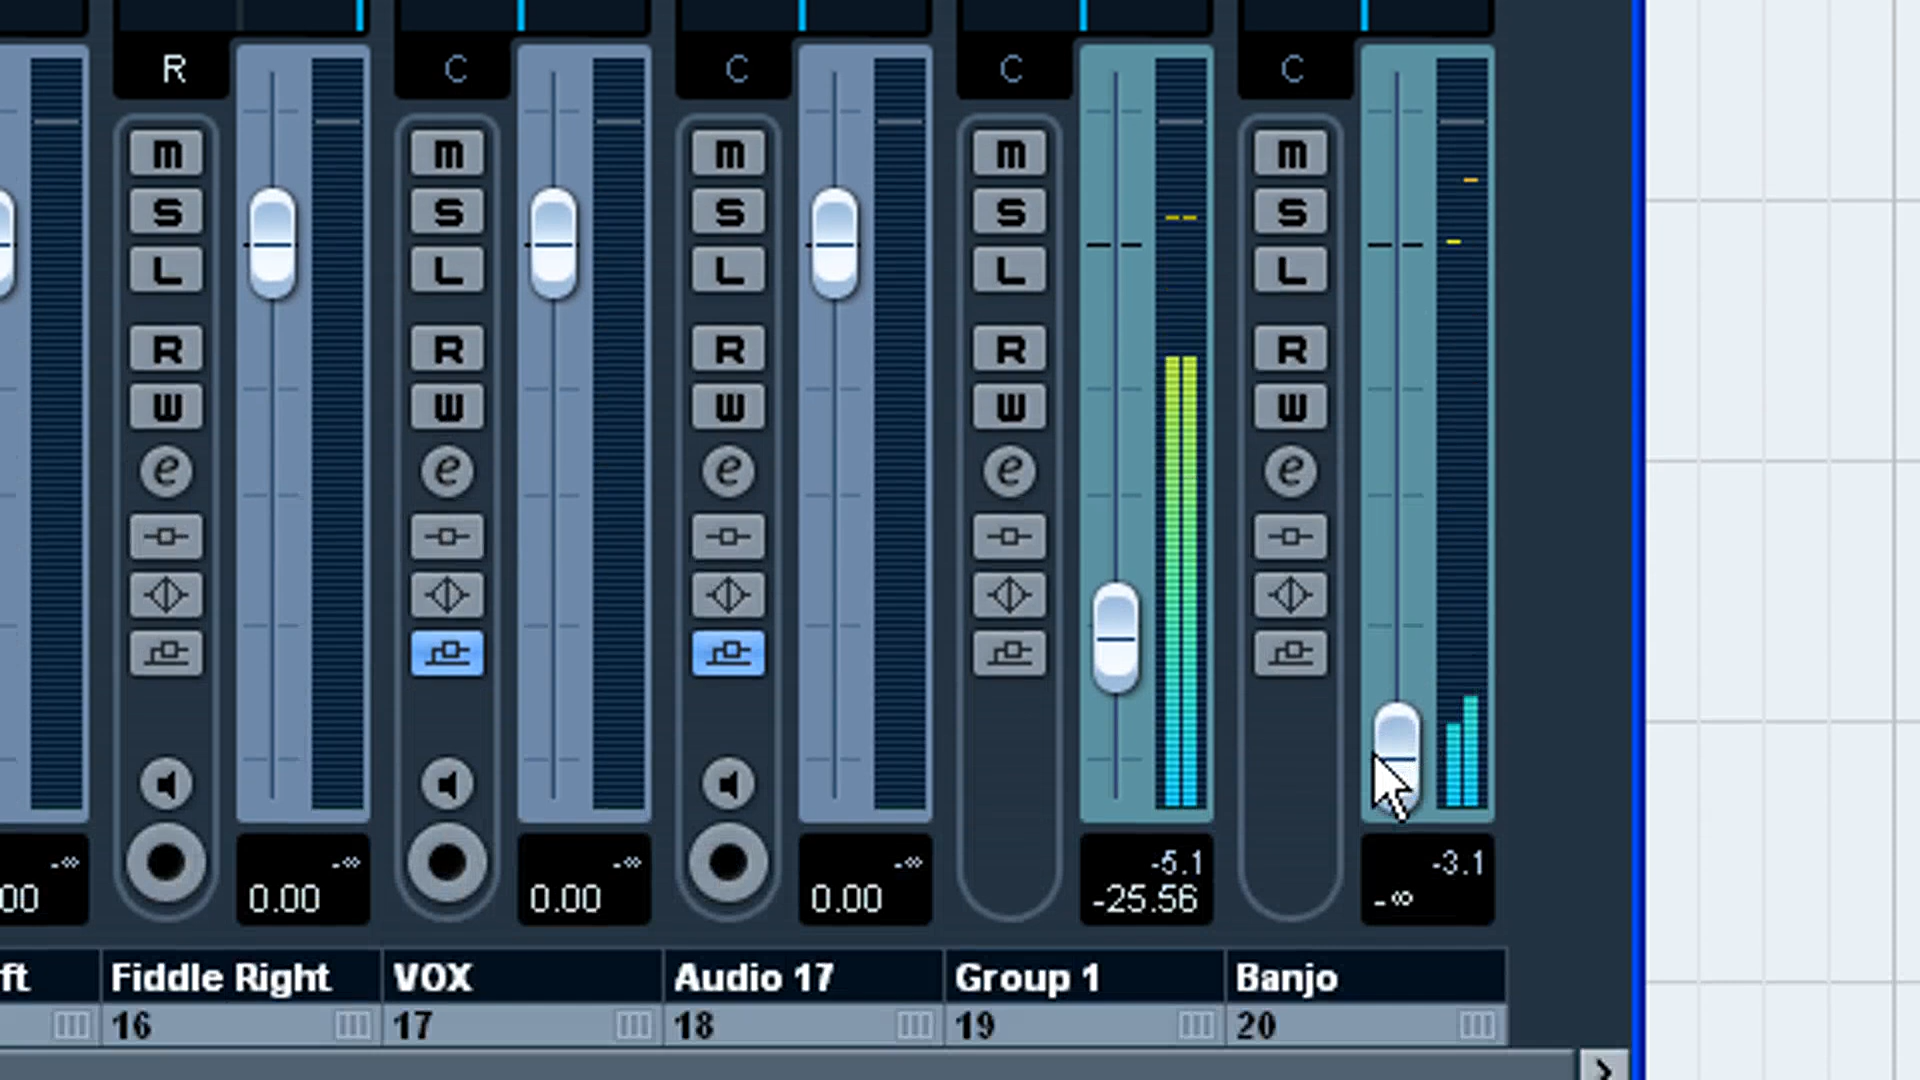 R C C C C
M M M M M
S S S S S
L L L L L
R R R R R
W W W W W
e e e e e
-∞ -∞ -∞ -∞ -5.1 -3.1
00 0.00 0.00 0.00 -25.56 -∞
ft Fiddle Right VOX Audio 17 Group 1 Banjo
16 17 18 19 20